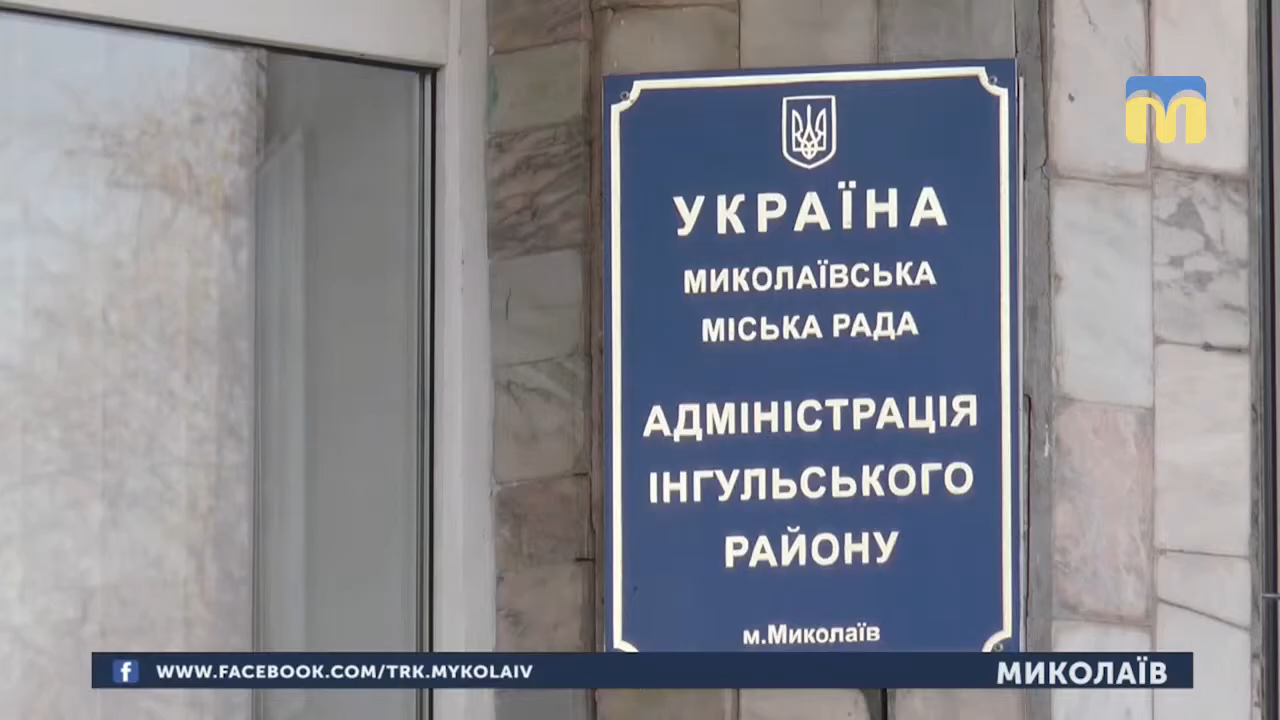 УКРАЇНА
МИКОЛАЇВСЬКА
МІСЬКА РАДА
АДМІНІСТРАЦІЯ
ІНГУЛЬСЬКОГО
РАЙОНУ
м.Миколаїв
WWW.FACEBOOK.COM/TRK.MYKOLAIV
МИКОЛАЇВ